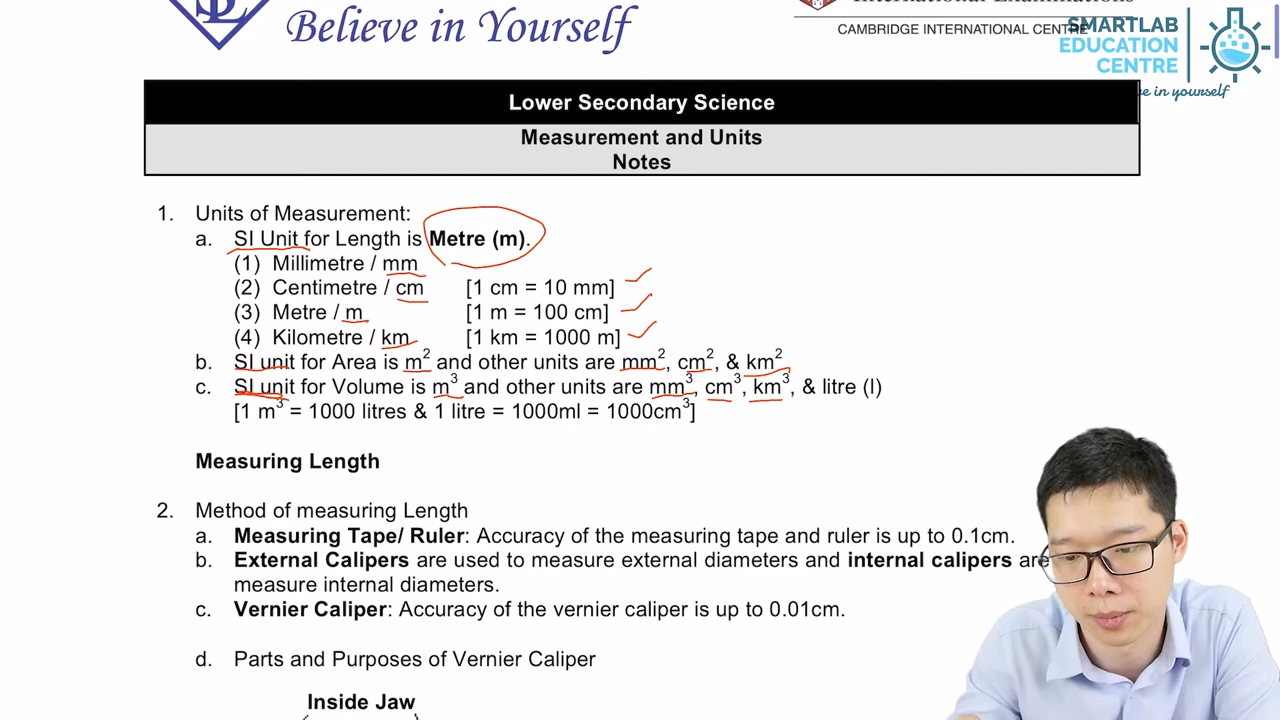 Believe in Yourself
CAMBRIDGE INTERNATIONAL CENTRE
SMARTLAB
EDUCATION
CENTRE
in yourself
Lower Secondary Science
Measurement and Units
Notes
1. Units of Measurement:
a. SI Unit for Length is Metre (m).
(1) Millimetre / mm
(2) Centimetre / cm [1 cm = 10 mm]
(3) Metre / m [1 m = 100 cm]
(4) Kilometre / km [1 km = 1000 m]
b. SI unit for Area is m² and other units are mm², cm², & km²
c. SI unit for Volume is m³ and other units are mm³, cm³, km³, & litre (l)
[1 m³ = 1000 litres & 1 litre = 1000ml = 1000cm³]
Measuring Length
2. Method of measuring Length
a. Measuring Tape/ Ruler: Accuracy of the measuring tape and ruler is up to 0.1cm.
b. External Calipers are used to measure external diameters and internal calipers are
measure internal diameters.
c. Vernier Caliper: Accuracy of the vernier caliper is up to 0.01cm.
d. Parts and Purposes of Vernier Caliper
Inside Jaw